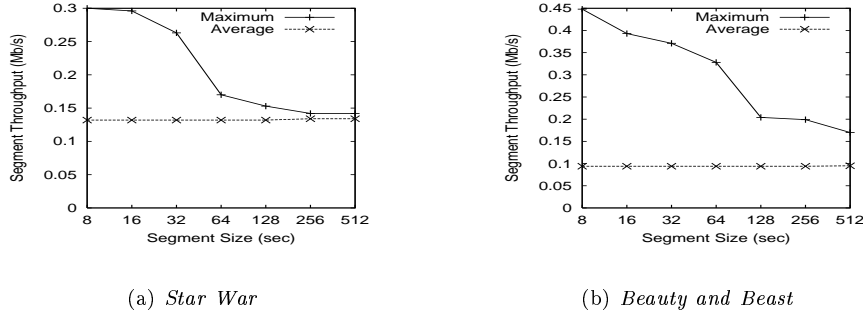 Segment Throughput (Mb/s)
0.3
0.25
0.2
0.15
0.1
0.05
0
Maximum
Average
8 16 32 64 128 256 512
Segment Size (sec)
(a) Star War
Segment Throughput (Mb/s)
0.45
0.4
0.35
0.3
0.25
0.2
0.15
0.1
0.05
0
Maximum
Average
8 16 32 64 128 256 512
Segment Size (sec)
(b) Beauty and Beast